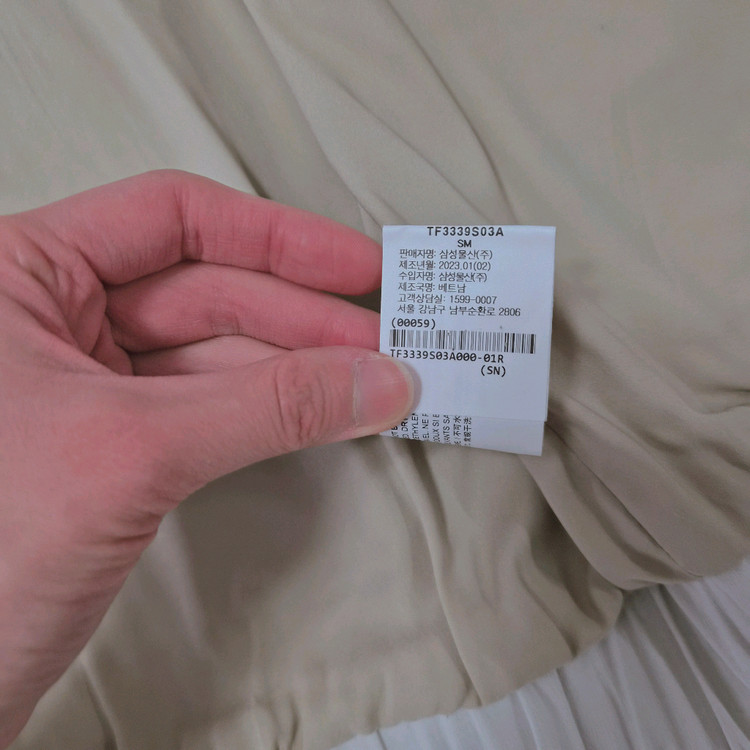 TF3339S03A
SM
판매자명: 삼성물산(주)
제조년월: 2023.01(02)
수입자명: 삼성물산(주)
제조국명: 베트남
고객상담실: 1599-0007
서울 강남구 남부순환로 2806
(00059)
TF3339S03A000-01R
(SN)